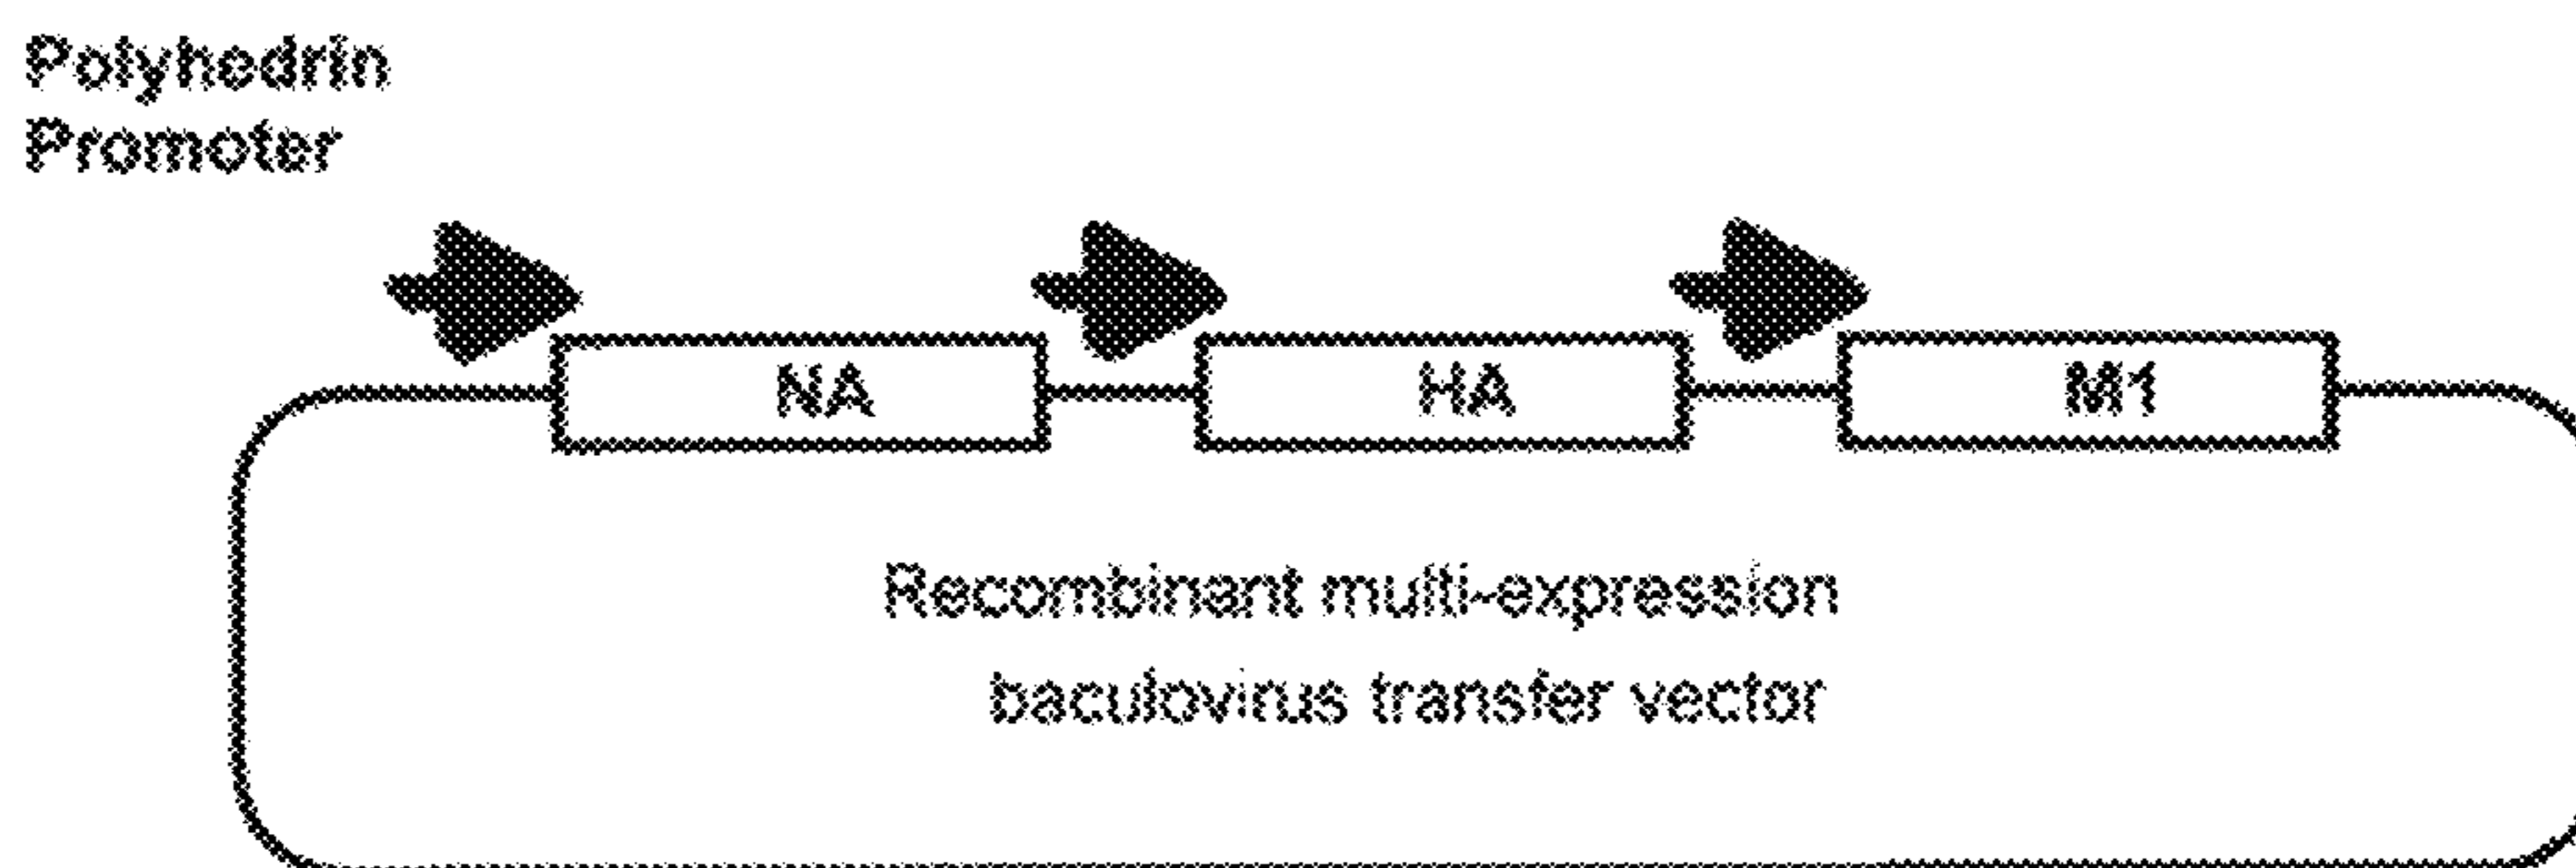 Polyhedrin
Promoter
NA
HA
M1
Recombinant multi-expression
baculovirus transfer vector